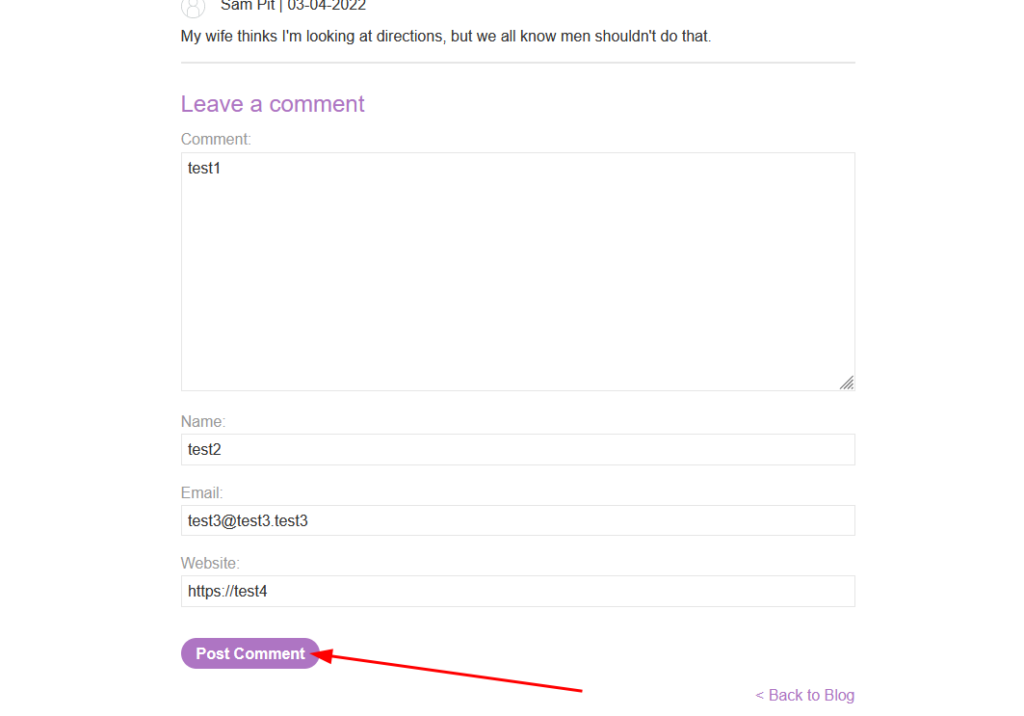 Sam Pit | 03-04-2022
My wife thinks I'm looking at directions, but we all know men shouldn't do that.
Leave a comment
Comment:
test1
Name:
test2
Email:
test3@test3.test3
Website:
https://test4
Post Comment
< Back to Blog